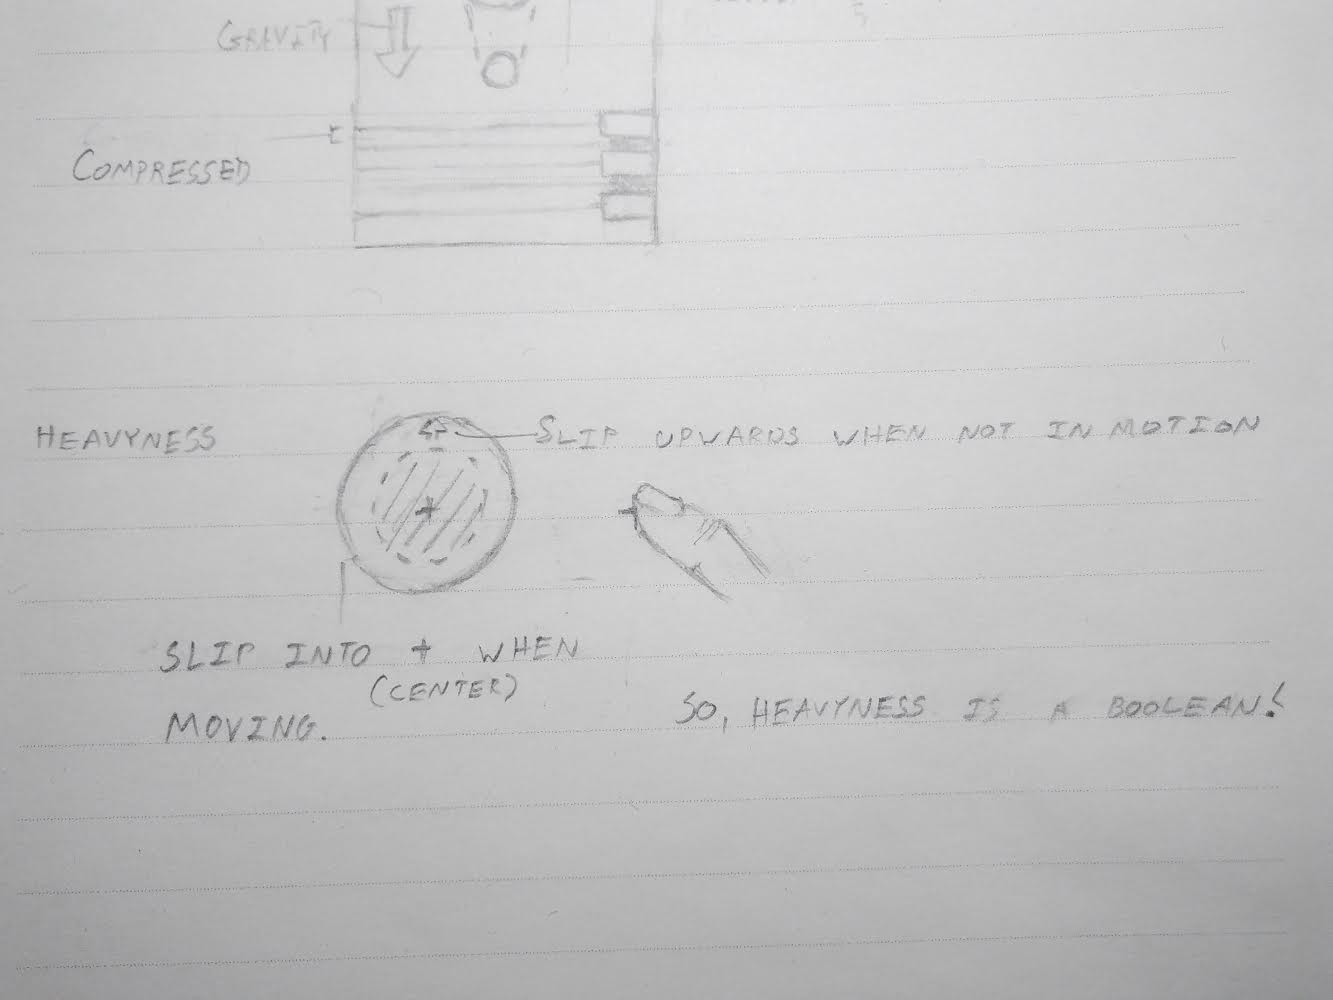 GRAVITY
COMPRESSED
HEAVYNESS
SLIP UPWARDS WHEN NOT IN MOTION
SLIP INTO + WHEN
(CENTER)
MOVING.
SO, HEAVYNESS IS A BOOLEAN!